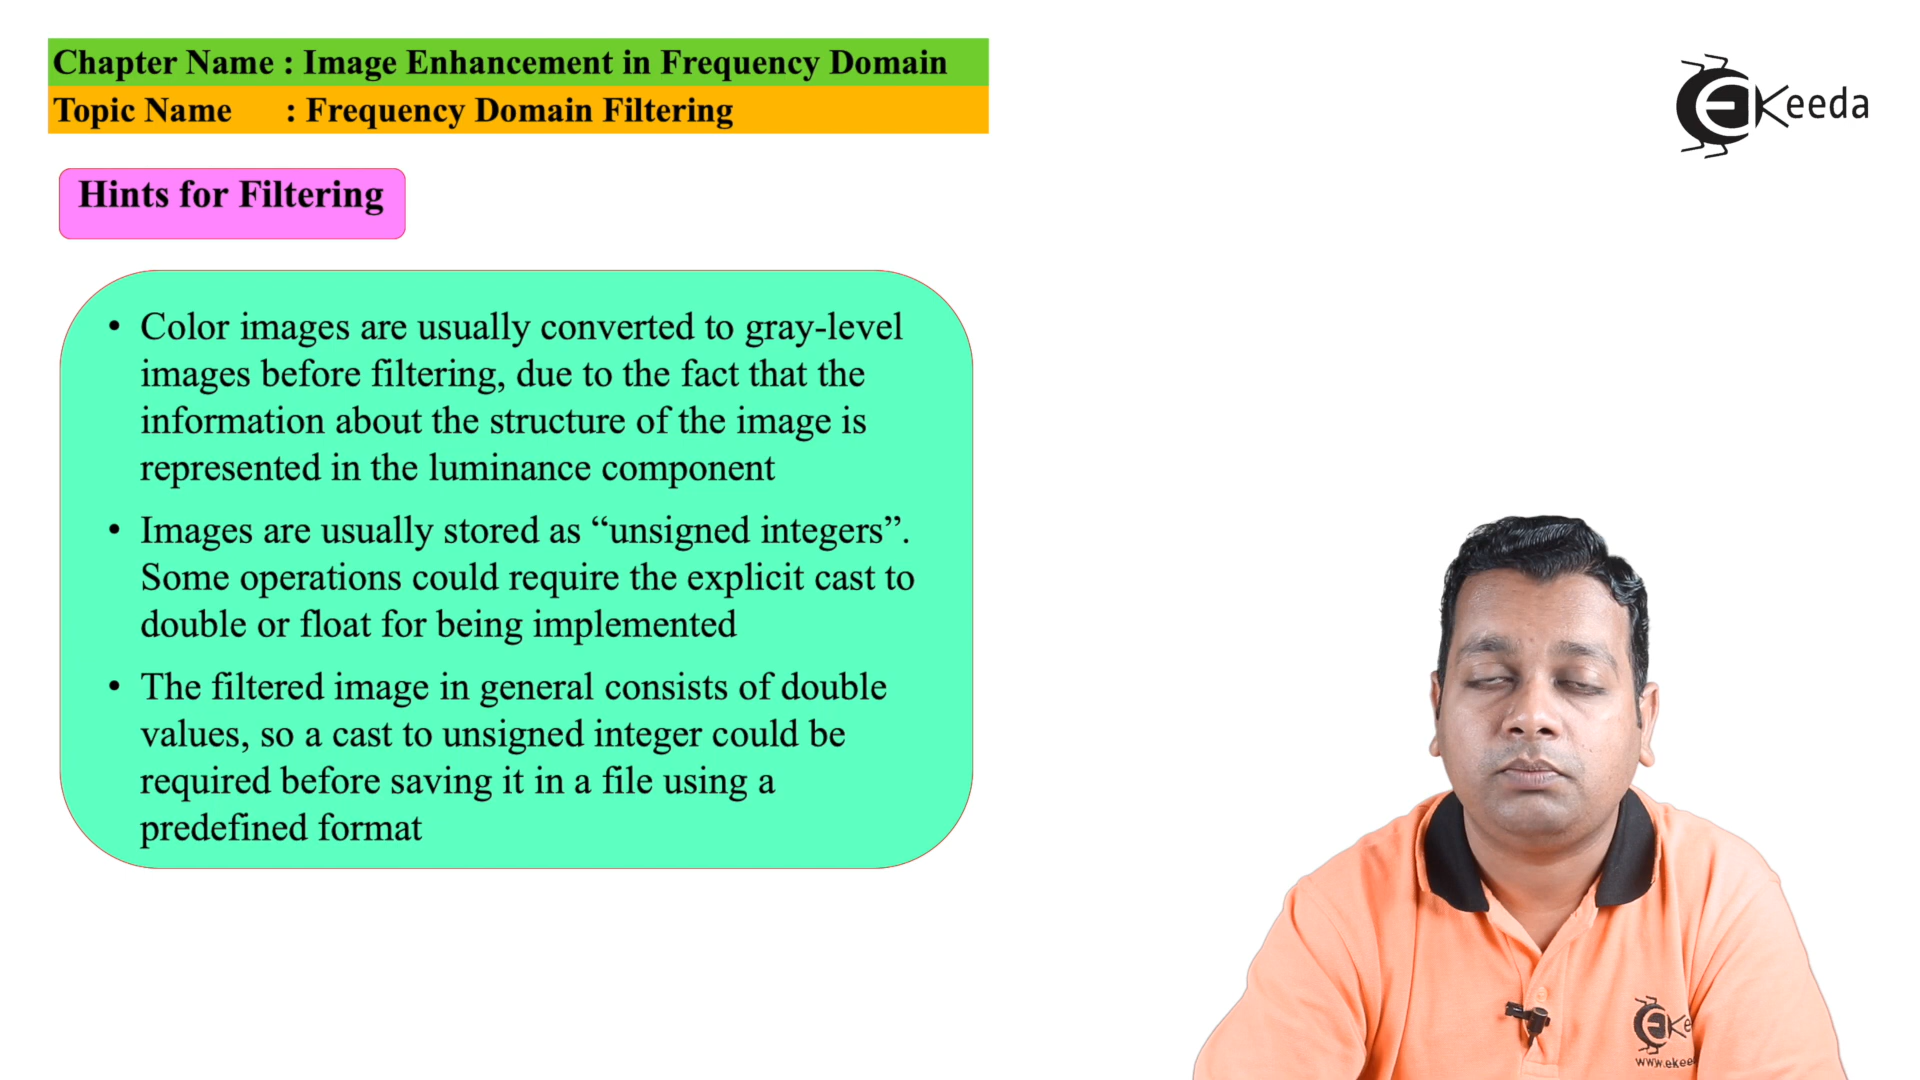 Chapter Name : Image Enhancement in Frequency Domain
Topic Name : Frequency Domain Filtering
eKeeda
Hints for Filtering
• Color images are usually converted to gray-level
images before filtering, due to the fact that the
information about the structure of the image is
represented in the luminance component
• Images are usually stored as “unsigned integers”.
Some operations could require the explicit cast to
double or float for being implemented
• The filtered image in general consists of double
values, so a cast to unsigned integer could be
required before saving it in a file using a
predefined format
eKe
www.ekee